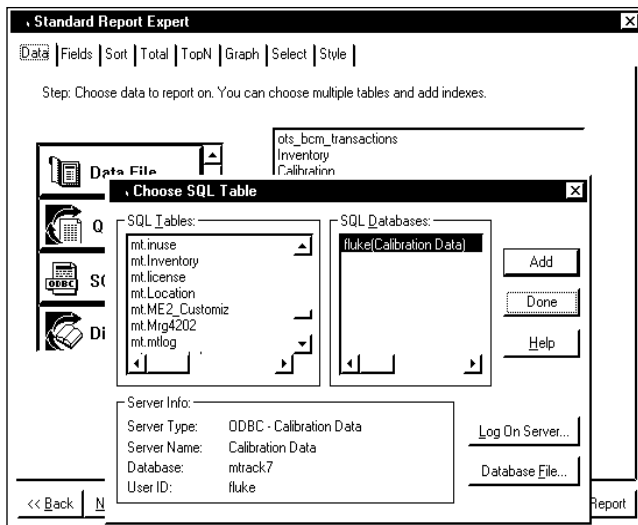 Standard Report Expert
Data Fields Sort Total TopN Graph Select Style
Step: Choose data to report on. You can choose multiple tables and add indexes.
ots_bcm_transactions
Inventory
Calibration
Data File
Q
SQ
ODBC
Di
Choose SQL Table
SQL Tables:
mt.inuse
mt.Inventory
mt.license
mt.Location
mt.ME2_Customiz
mt.Mrg4202
mt.mtlog
SQL Databases:
fluke(Calibration Data)
Add
Done
Help
Server Info:
Server Type: ODBC - Calibration Data
Server Name: Calibration Data
Database: mtrack7
User ID: fluke
Log On Server...
Database File...
<< Back
N
Report